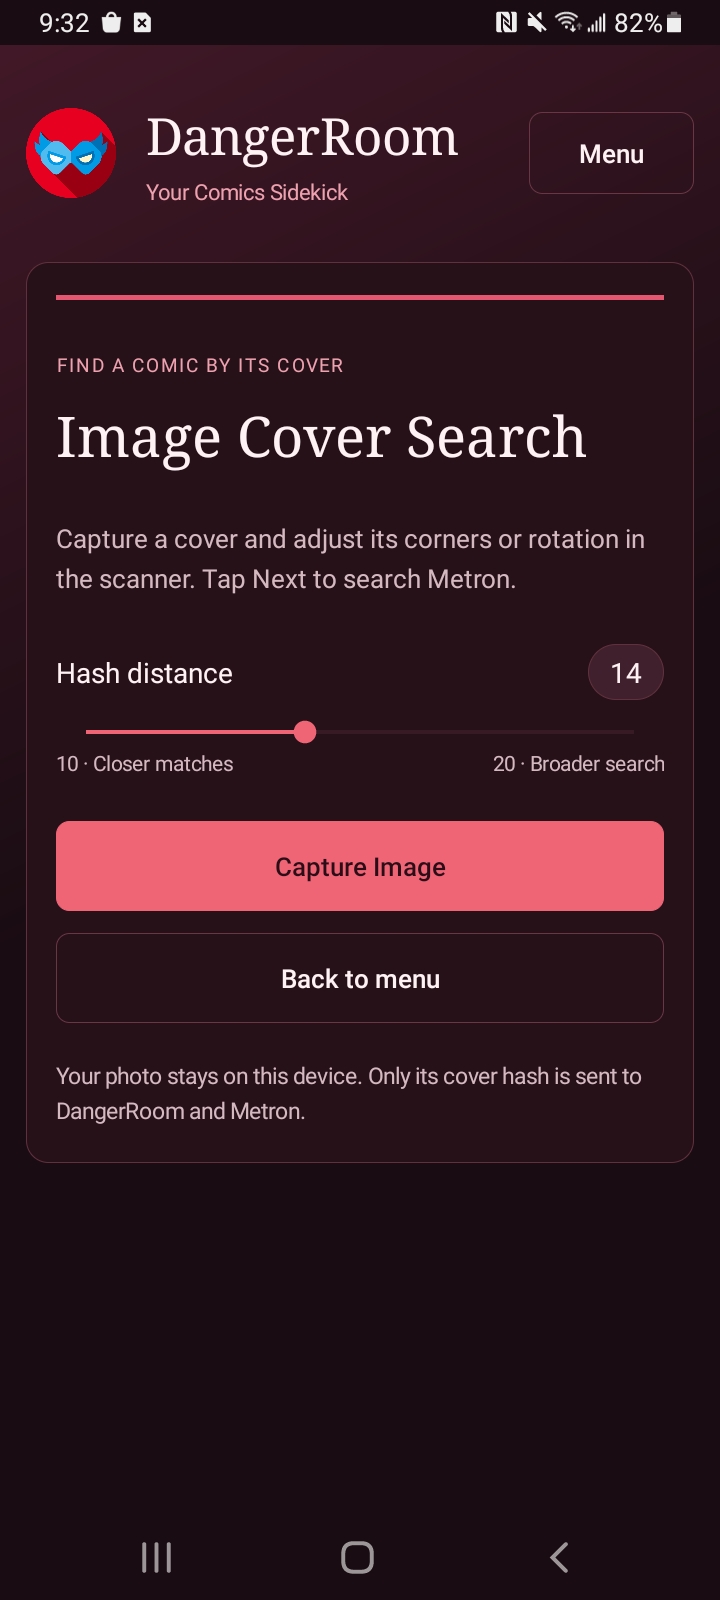 9:32 82%
DangerRoom
Your Comics Sidekick
Menu
FIND A COMIC BY ITS COVER
Image Cover Search
Capture a cover and adjust its corners or rotation in
the scanner. Tap Next to search Metron.
Hash distance 14
10 · Closer matches 20 · Broader search
Capture Image
Back to menu
Your photo stays on this device. Only its cover hash is sent to
DangerRoom and Metron.